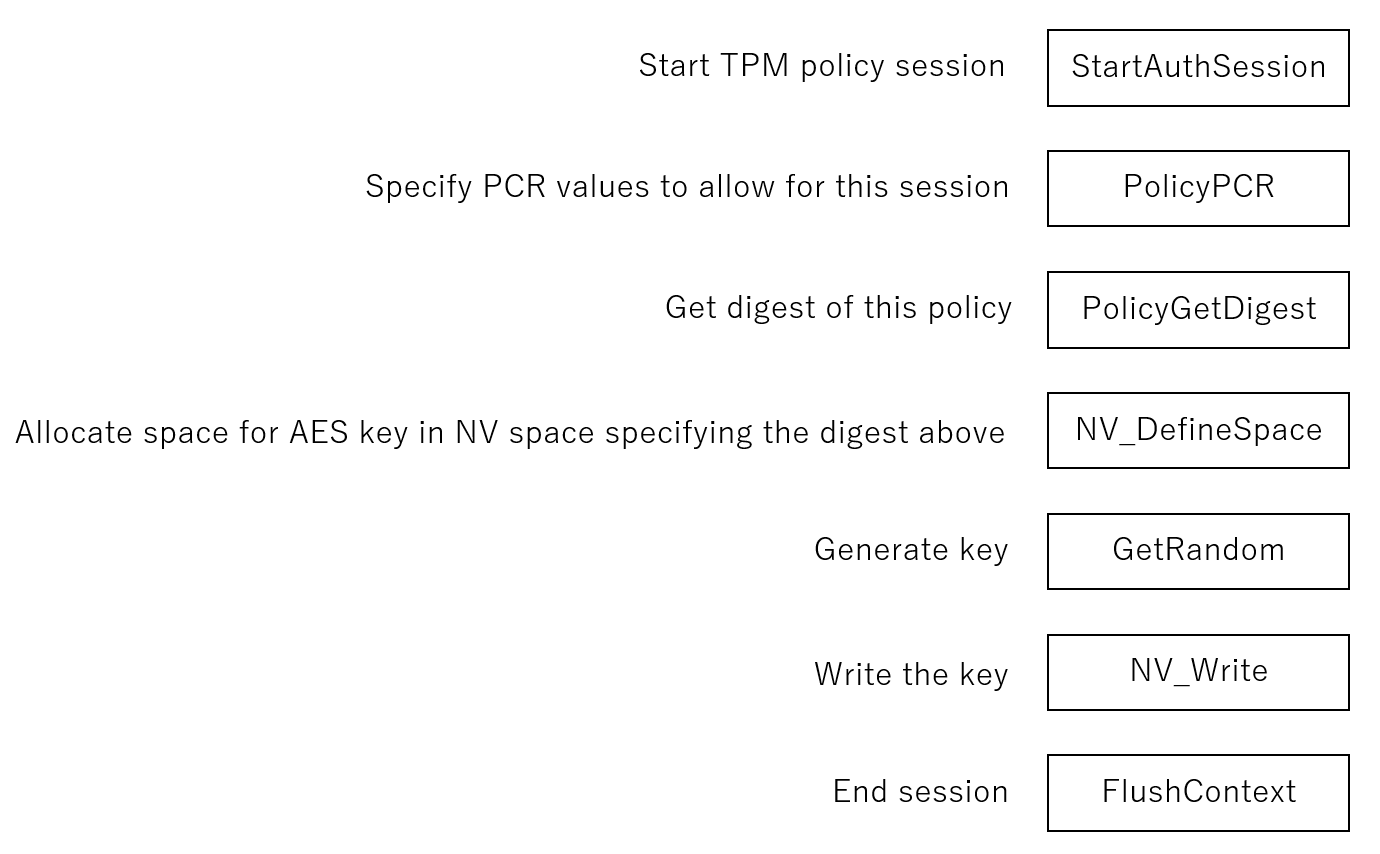 Start TPM policy session StartAuthSession
Specify PCR values to allow for this session PolicyPCR
Get digest of this policy PolicyGetDigest
Allocate space for AES key in NV space specifying the digest above NV_DefineSpace
Generate key GetRandom
Write the key NV_Write
End session FlushContext